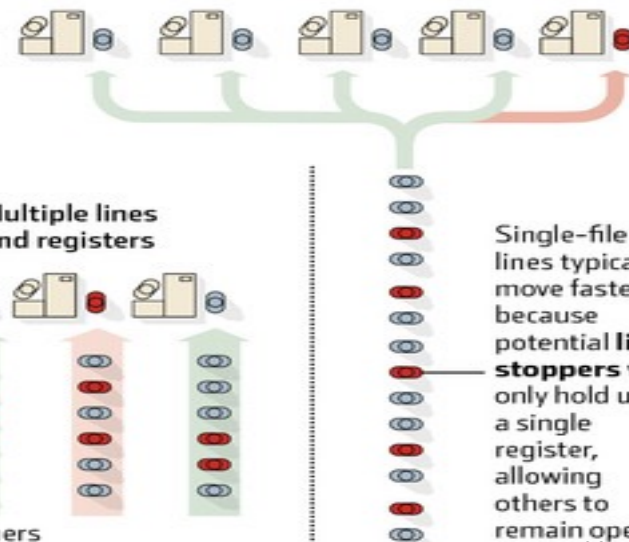 ultiple lines
nd registers
Single-file
lines typica
move faste
because
potential li
stoppers
only hold u
a single
register,
allowing
others to
remain ope
ers